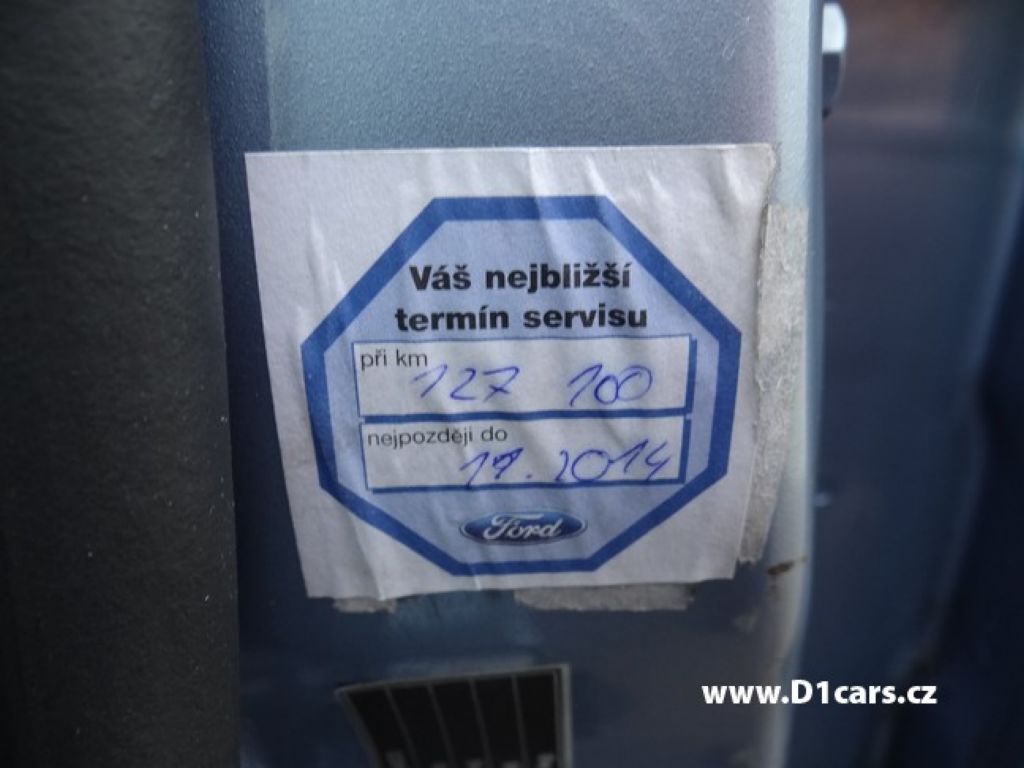 Váš nejbližší
termín servisu
při km
127 100
nejpozději do
11.2014
Ford
www.D1cars.cz